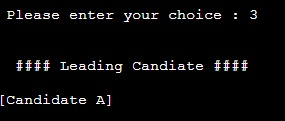 Please enter your choice : 3
#### Leading Candiate ####
[Candidate A]